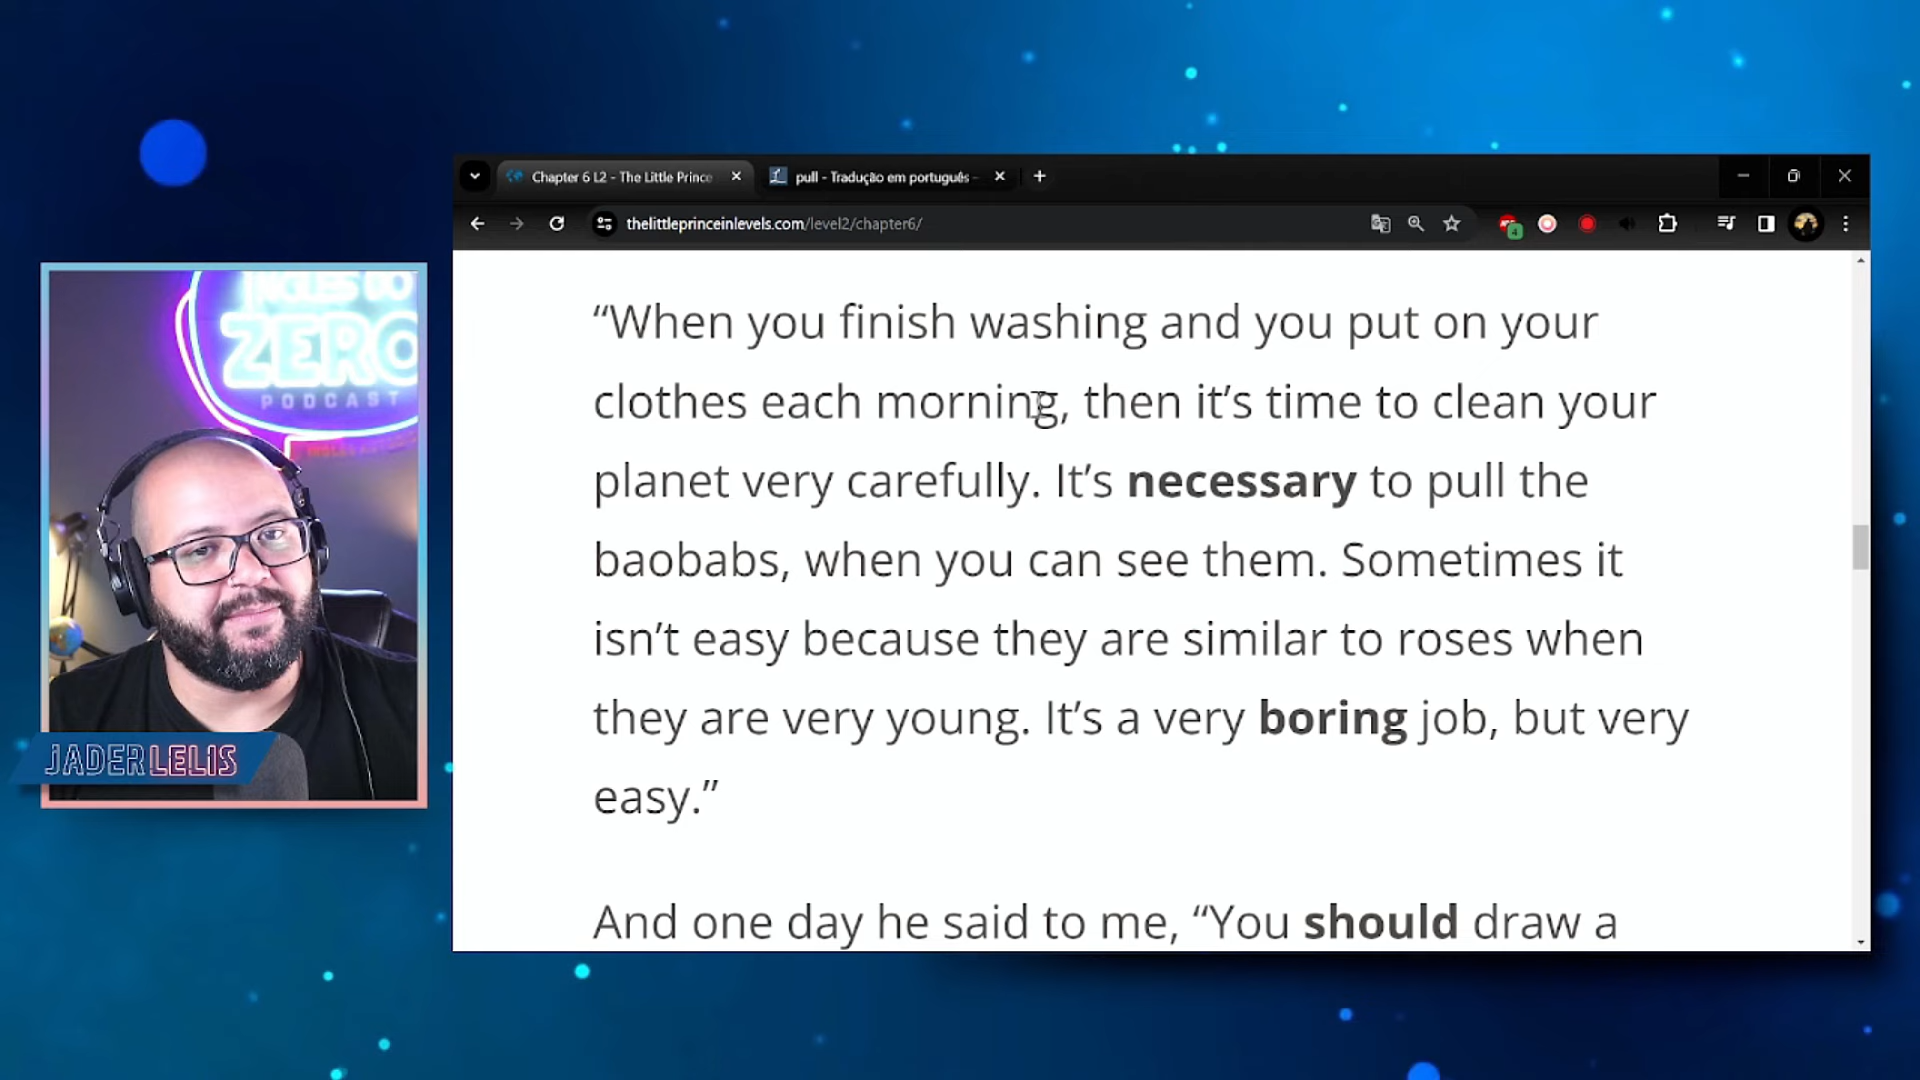 Chapter 6 L2 - The Little Prince
pull - Tradução em português -
thelittleprinceinlevels.com/level2/chapter6/
4
“When you finish washing and you put on your
clothes each morning, then it’s time to clean your
planet very carefully. It’s necessary to pull the
baobabs, when you can see them. Sometimes it
isn’t easy because they are similar to roses when
they are very young. It’s a very boring job, but very
easy.”
And one day he said to me, “You should draw a
ZERO
PODCAST
JADERLELIS